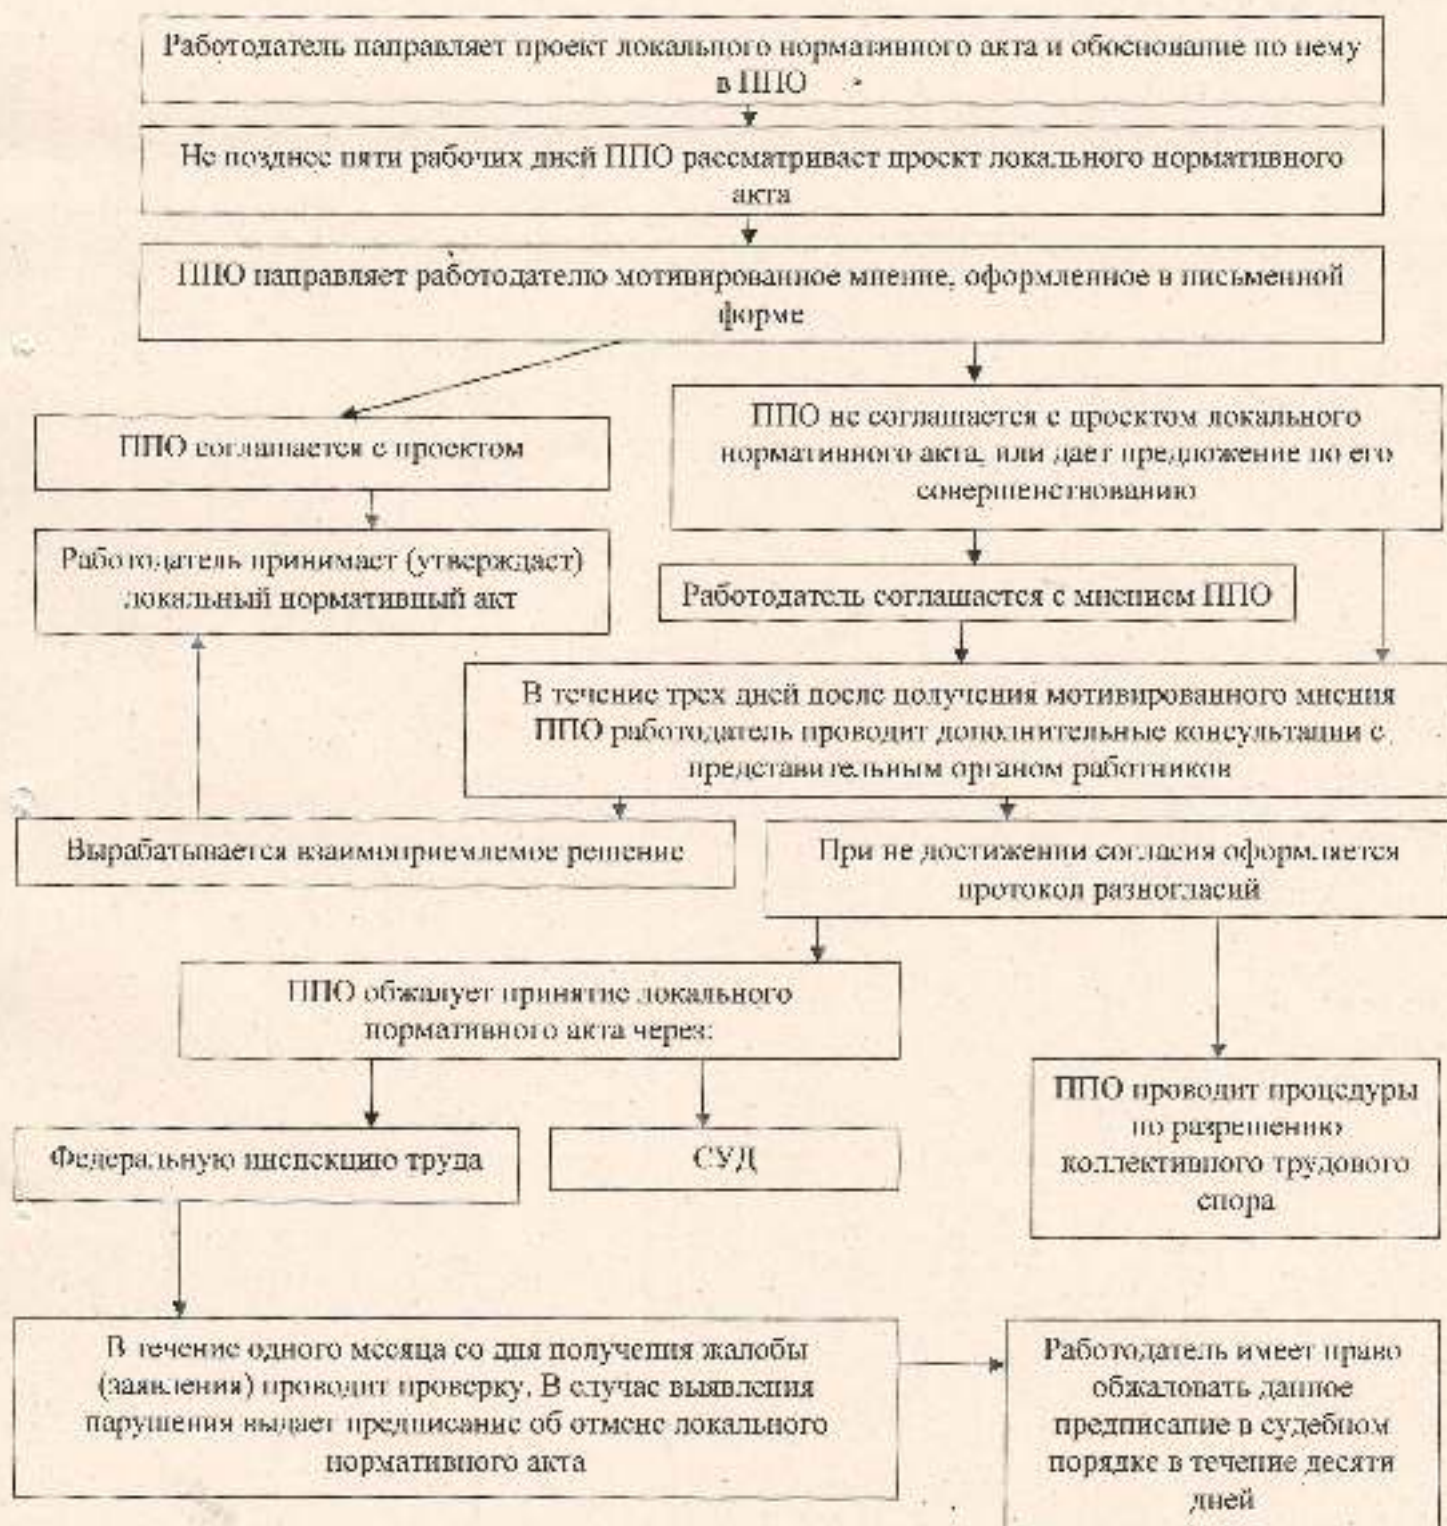 Работодатель направляет проект локального нормативного акта и обоснование по нему
в ППО
Не позднее пяти рабочих дней ППО рассматривает проект локального нормативного
акта
ППО направляет работодателю мотивированное мнение, оформленное в письменной
форме
ППО соглашается с проектом
ППО не соглашается с проектом локального
нормативного акта, или дает предложение по его
совершенствованию
Работодатель принимает (утверждает)
локальный нормативный акт
Работодатель соглашается с мнением ППО
В течение трех дней после получения мотивированного мнения
ППО работодатель проводит дополнительные консультации с
представительным органом работников
Вырабатывается взаимоприемлемое решение
При не достижении согласия оформляется
протокол разногласий
ППО обжалует принятие локального
нормативного акта через:
ППО проводит процедуры
по разрешению
коллективного трудового
спора
Федеральную инспекцию труда
СУД
В течение одного месяца со дня получения жалобы
(заявления) проводит проверку. В случае выявления
нарушения выдает предписание об отмене локального
нормативного акта
Работодатель имеет право
обжаловать данное
предписание в судебном
порядке в течение десяти
дней